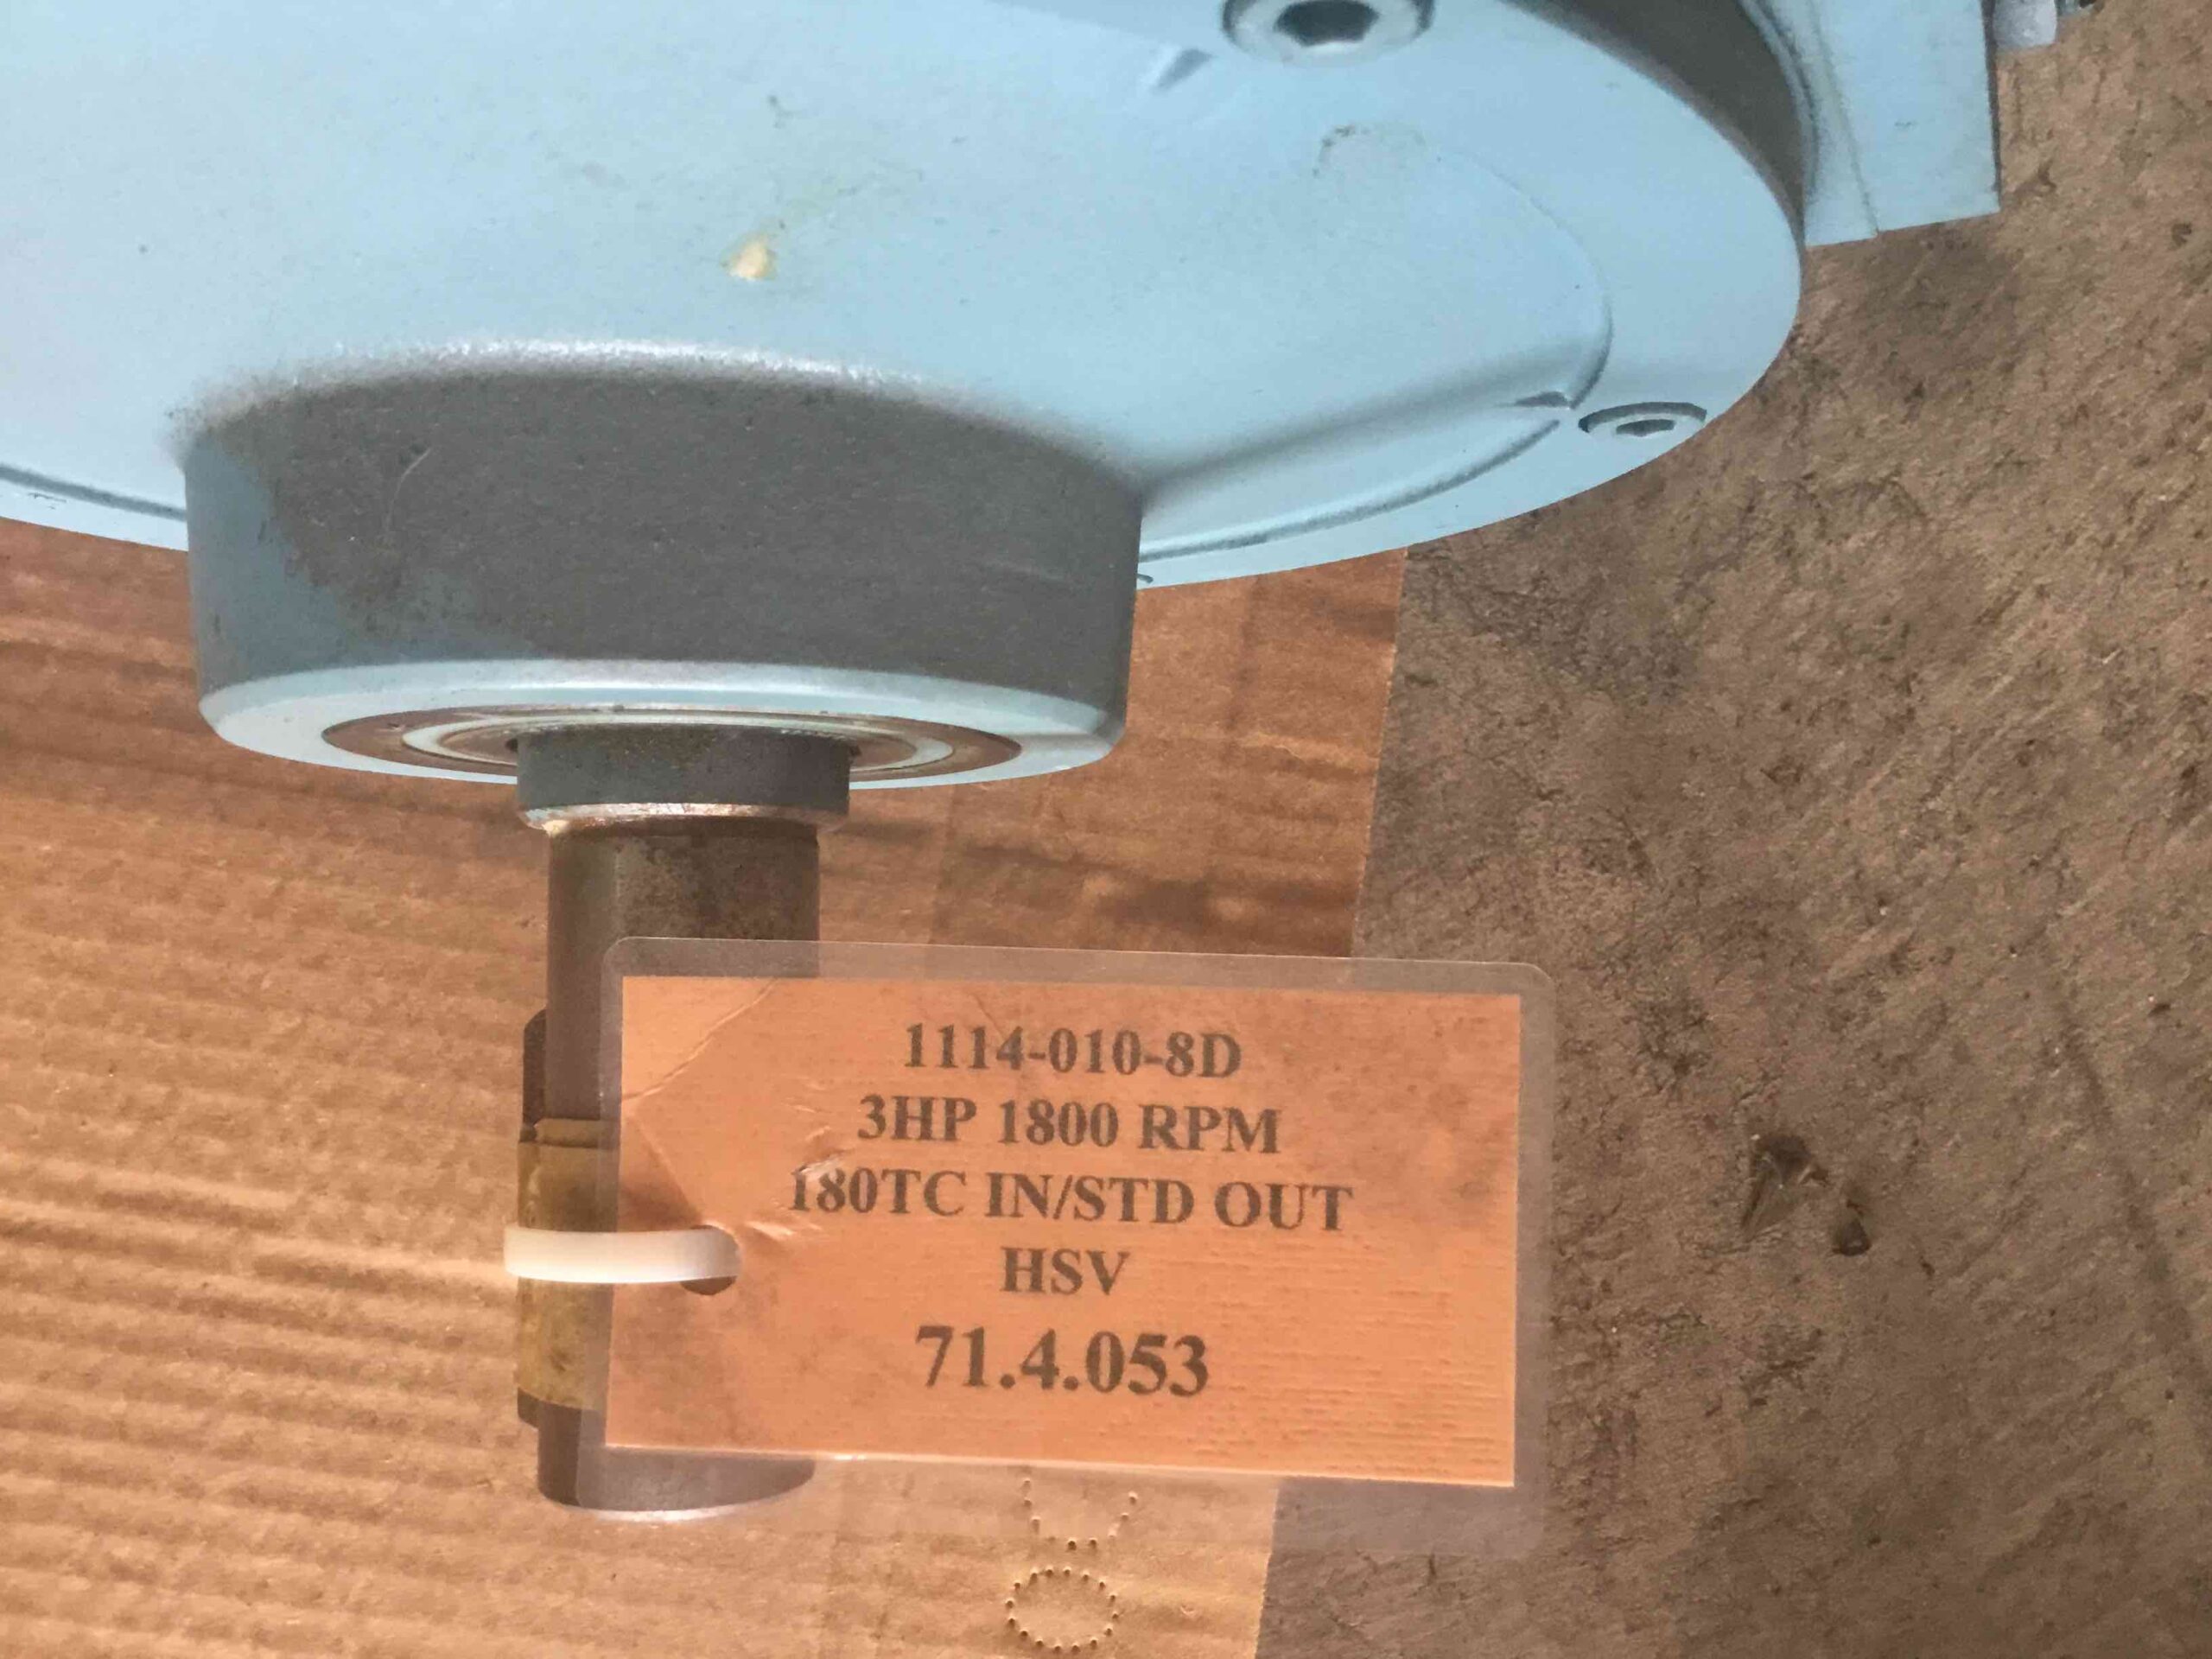 1114-010-8D
3HP 1800 RPM
180TC IN/STD OUT
HSV
71.4.053